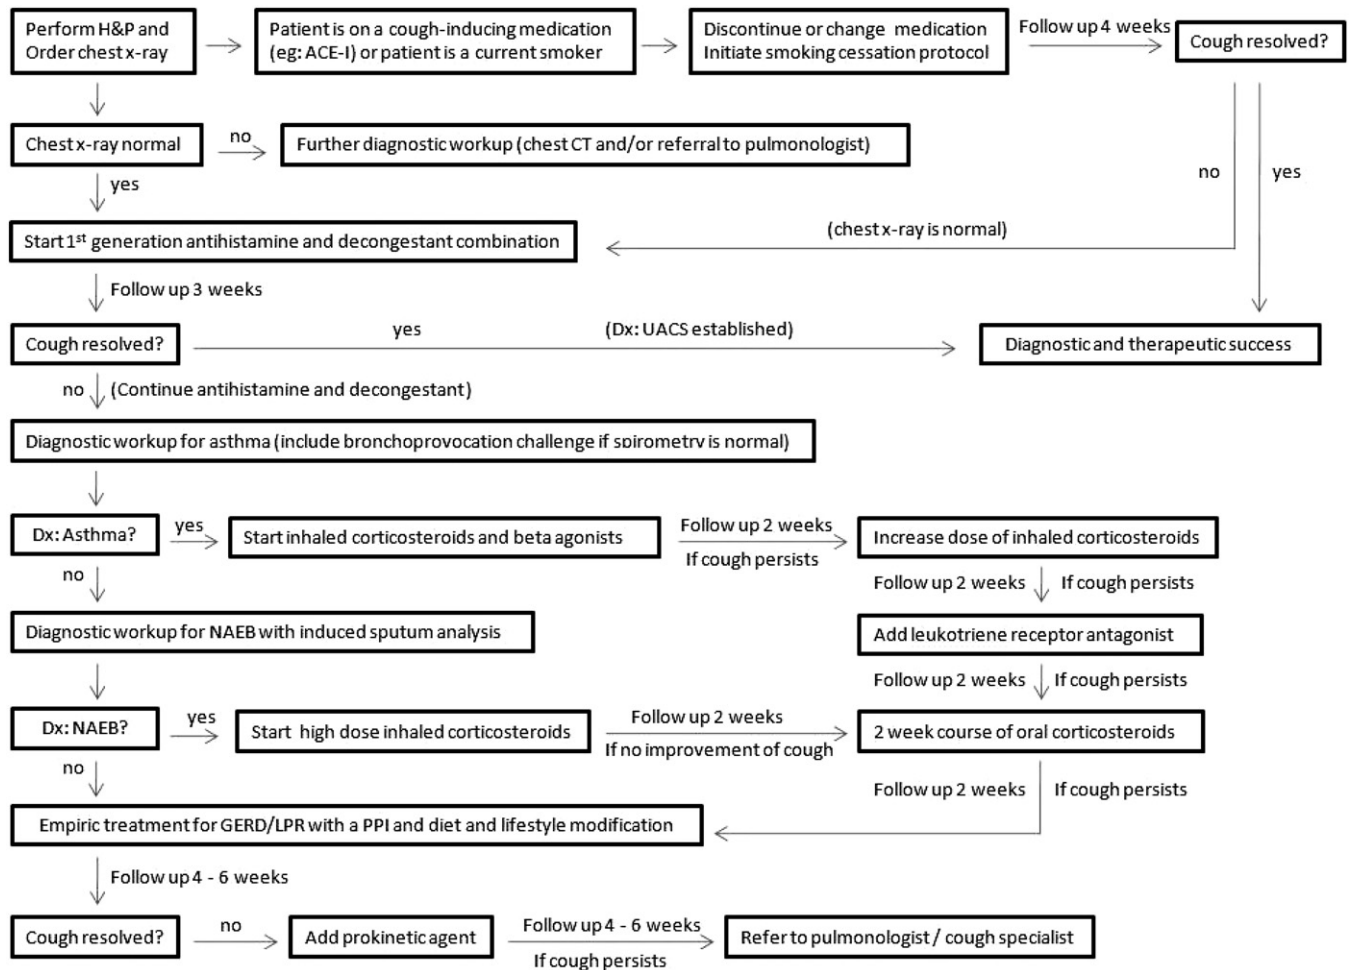 Perform H&P and
Order chest x-ray
Patient is on a cough-inducing medication
(eg: ACE-I) or patient is a current smoker
Discontinue or change medication
Initiate smoking cessation protocol
Follow up 4 weeks
Cough resolved?
Chest x-ray normal
no
Further diagnostic workup (chest CT and/or referral to pulmonologist)
no
yes
yes
Start 1st generation antihistamine and decongestant combination
(chest x-ray is normal)
Follow up 3 weeks
Cough resolved?
yes
(Dx: UACS established)
Diagnostic and therapeutic success
no
(Continue antihistamine and decongestant)
Diagnostic workup for asthma (include bronchoprovocation challenge if spirometry is normal)
Dx: Asthma?
yes
Start inhaled corticosteroids and beta agonists
Follow up 2 weeks
If cough persists
Increase dose of inhaled corticosteroids
no
Follow up 2 weeks
If cough persists
Diagnostic workup for NAEB with induced sputum analysis
Add leukotriene receptor antagonist
Follow up 2 weeks
If cough persists
Dx: NAEB?
yes
Start high dose inhaled corticosteroids
Follow up 2 weeks
If no improvement of cough
2 week course of oral corticosteroids
no
Follow up 2 weeks
If cough persists
Empiric treatment for GERD/LPR with a PPI and diet and lifestyle modification
Follow up 4 - 6 weeks
Cough resolved?
no
Add prokinetic agent
Follow up 4 - 6 weeks
If cough persists
Refer to pulmonologist / cough specialist